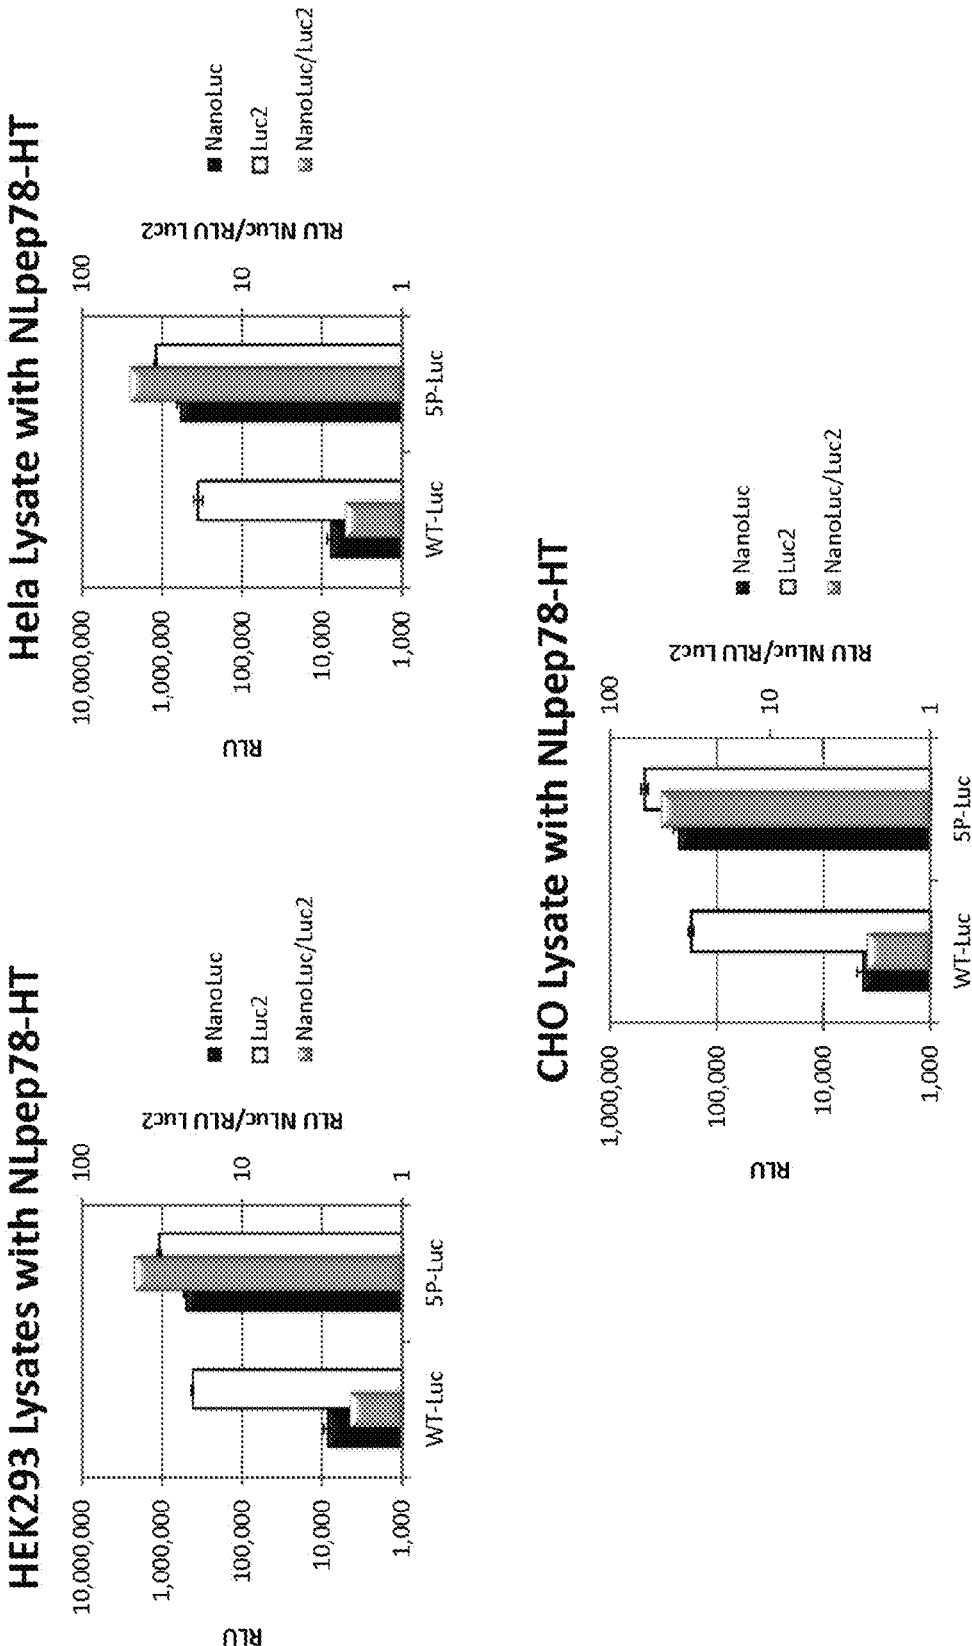 HEK293 Lysates with NLpep78-HT
10,000,000
1,000,000
100,000
10,000
1,000
RLU
100
10
1
RLU NLuc/RLU Luc2
WT-Luc
5P-Luc
NanoLuc
Luc2
NanoLuc/Luc2
Hela Lysate with NLpep78-HT
10,000,000
1,000,000
100,000
10,000
1,000
RLU
100
10
1
RLU NLuc/RLU Luc2
WT-Luc
5P-Luc
NanoLuc
Luc2
NanoLuc/Luc2
CHO Lysate with NLpep78-HT
1,000,000
100,000
10,000
1,000
RLU
100
10
1
RLU NLuc/RLU Luc2
WT-Luc
5P-Luc
NanoLuc
Luc2
NanoLuc/Luc2